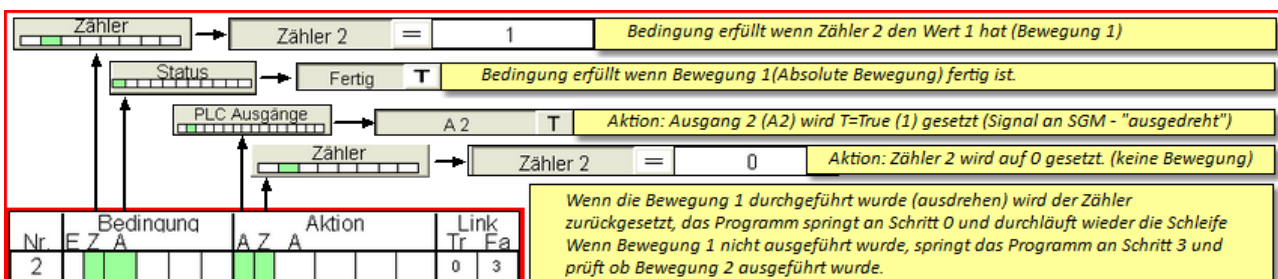 Zähler
Zähler 2 = 1
Bedingung erfüllt wenn Zähler 2 den Wert 1 hat (Bewegung 1)
Status
Fertig T
Bedingung erfüllt wenn Bewegung 1(Absolute Bewegung) fertig ist.
PLC Ausgänge
A 2 T
Aktion: Ausgang 2 (A2) wird T=True (1) gesetzt (Signal an SGM - "ausgedreht")
Zähler
Zähler 2 = 0
Aktion: Zähler 2 wird auf 0 gesetzt. (keine Bewegung)
Wenn die Bewegung 1 durchgeführt wurde (ausdrehen) wird der Zähler
zurückgesetzt, das Programm springt an Schritt 0 und durchläuft wieder die Schleife
Wenn Bewegung 1 nicht ausgeführt wurde, springt das Programm an Schritt 3 und
prüft ob Bewegung 2 ausgeführt wurde.
Bedingung Aktion Link
Nr. E Z A A Z A Tr Fa
2 0 3